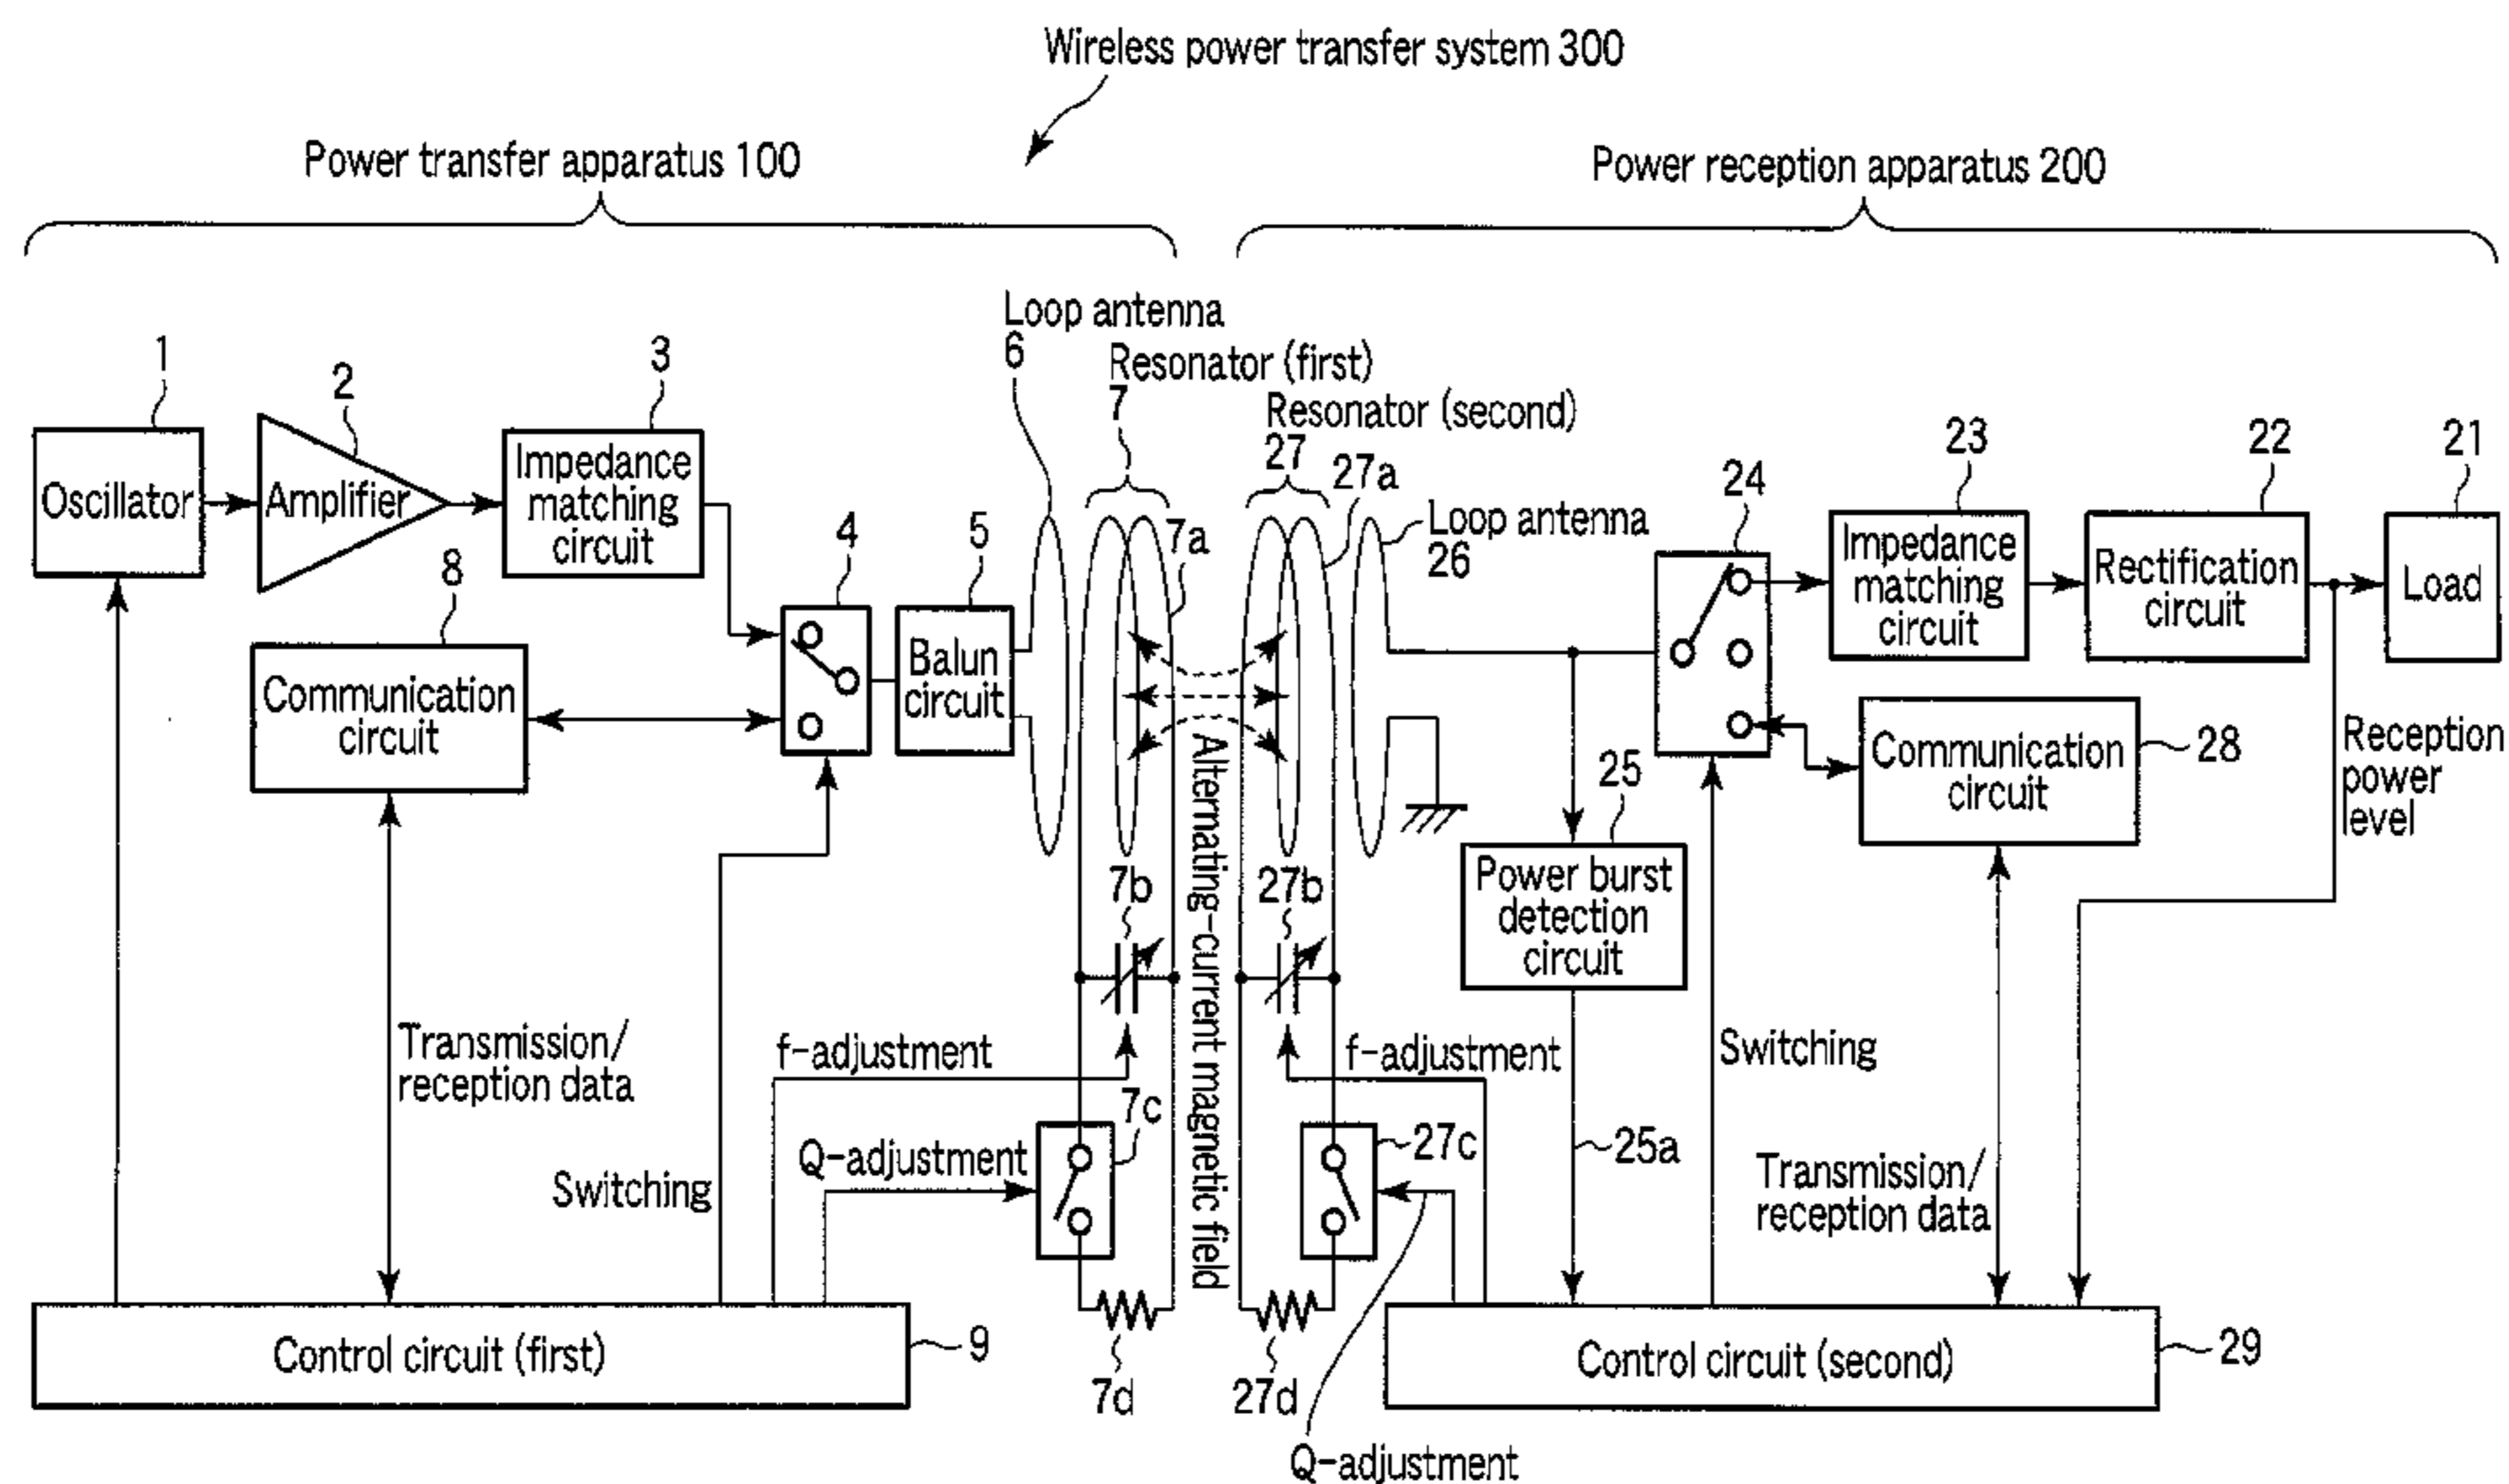 Wireless power transfer system 300
Power transfer apparatus 100
Power reception apparatus 200
Loop antenna
6
Resonator (first)
7
Resonator (second)
27
27a
7a
1
2
3
4
5
8
Oscillator
Amplifier
Impedance
matching
circuit
Balun
circuit
Communication
circuit
Loop antenna
26
24
23
22
21
Impedance
matching
circuit
Rectification
circuit
Load
Communication
circuit
28
Reception
power
level
25
Power burst
detection
circuit
25a
7b
27b
Alternating-current magnetic field
Transmission/
reception data
f-adjustment
7c
Q-adjustment
Switching
f-adjustment
27c
Switching
Transmission/
reception data
7d
27d
Control circuit (first)
9
Control circuit (second)
29
Q-adjustment